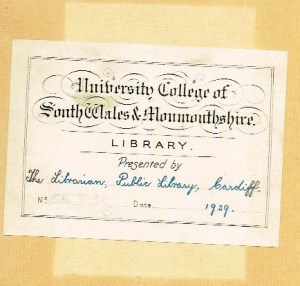 University College of
South Wales & Monmouthshire.
LIBRARY.
Presented by
The Librarian, Public Library, Cardiff.
No.
Date 1929.